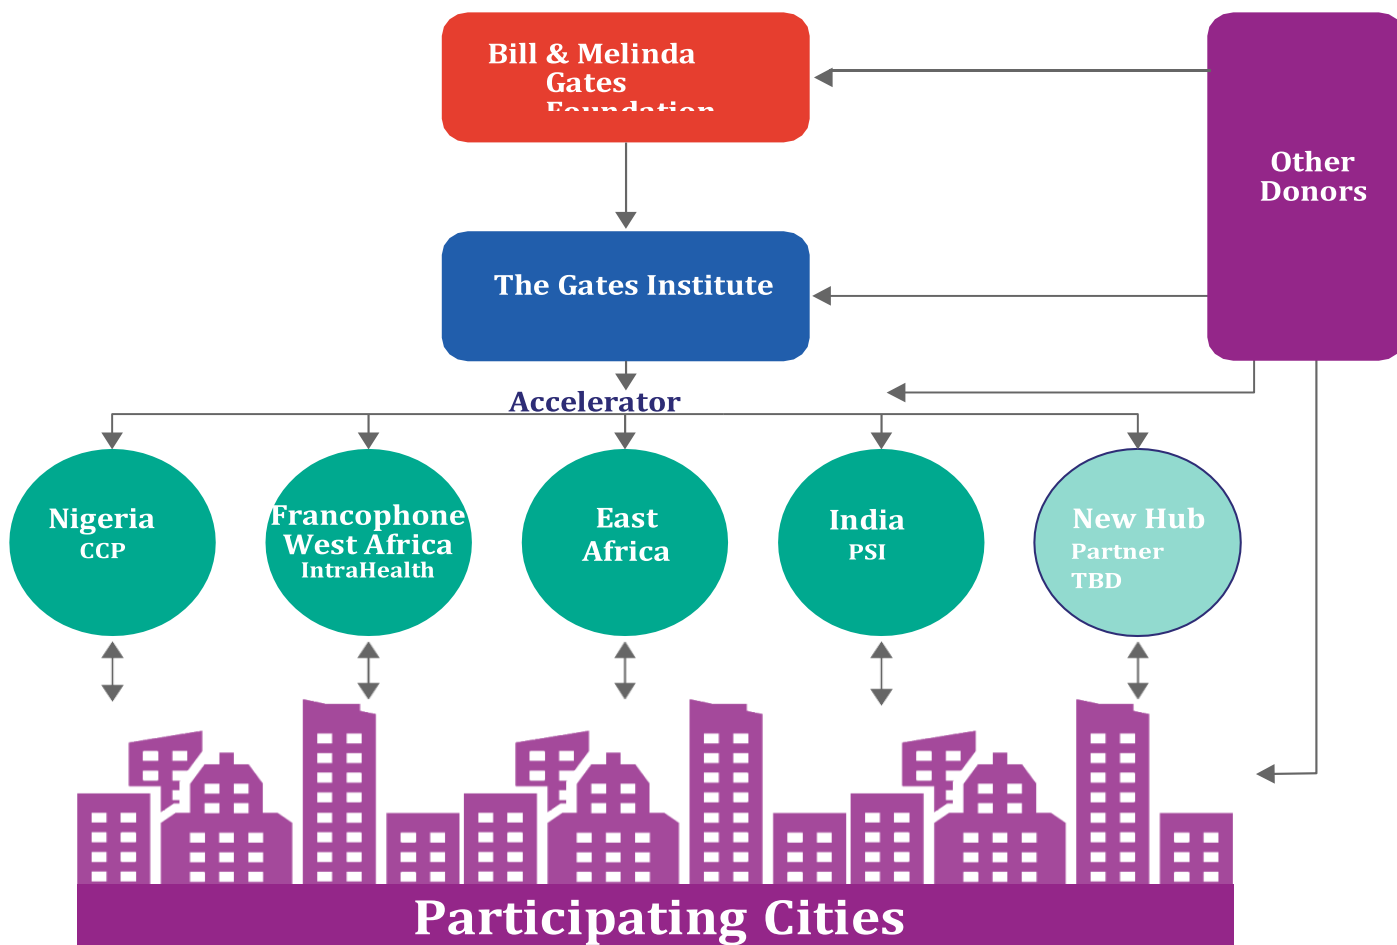 Bill & Melinda
Gates
Foundation
Other
Donors
The Gates Institute
Accelerator
Nigeria
CCP
Francophone
West Africa
IntraHealth
East
Africa
India
PSI
New Hub
Partner
TBD
Participating Cities